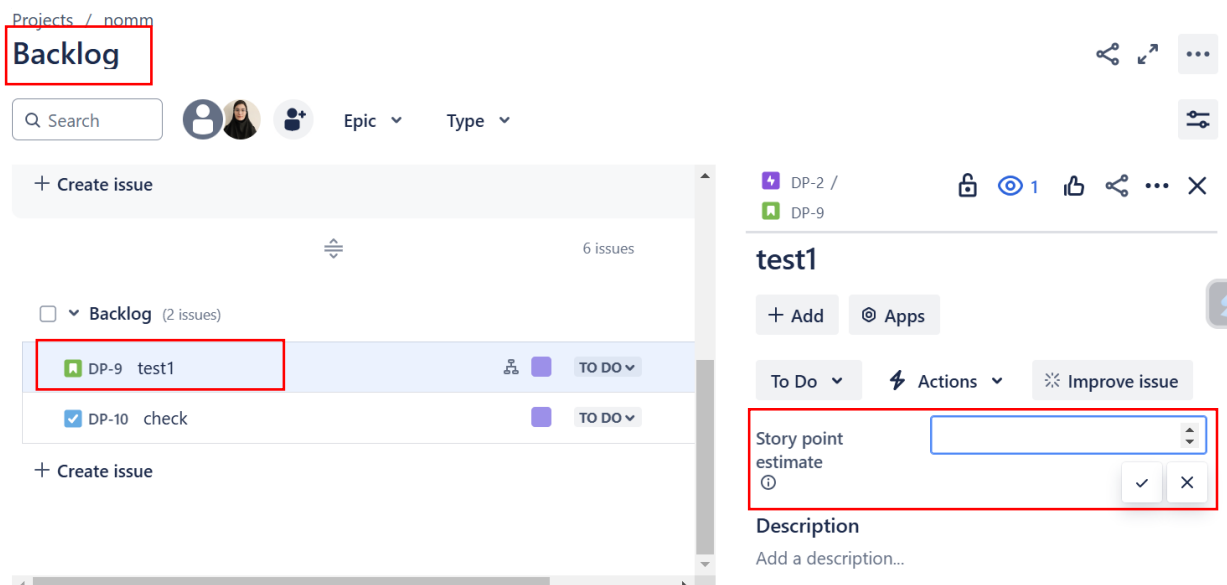 Projects / nomm
Backlog
Search
Epic
Type
+ Create issue
6 issues
Backlog (2 issues)
DP-9 test1 TO DO
DP-10 check TO DO
+ Create issue
DP-2 /
DP-9
1
test1
+ Add
Apps
To Do
Actions
Improve issue
Story point
estimate
Description
Add a description...